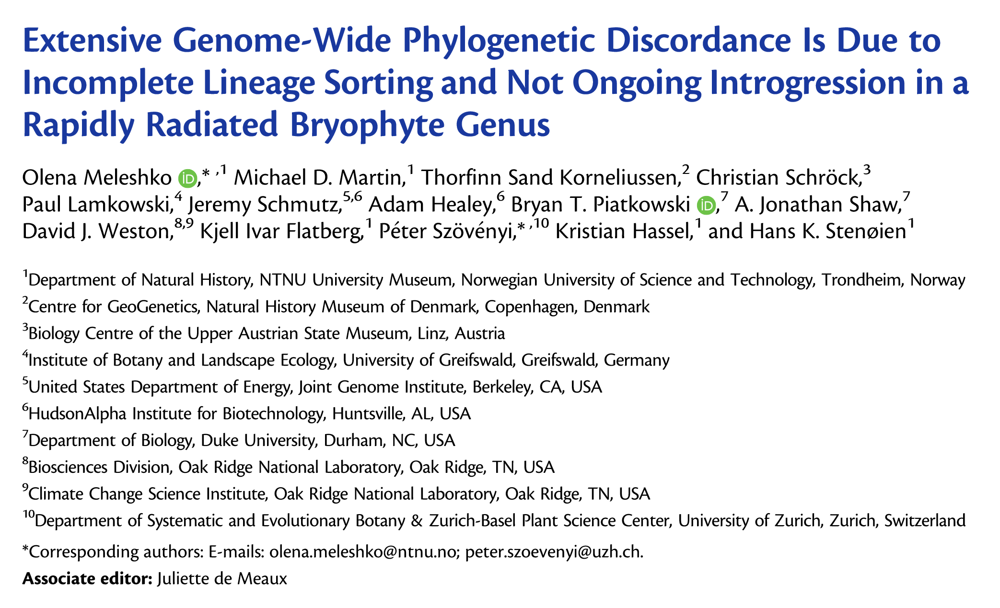 Extensive Genome-Wide Phylogenetic Discordance Is Due to
Incomplete Lineage Sorting and Not Ongoing Introgression in a
Rapidly Radiated Bryophyte Genus
Olena Meleshko iD,*,1 Michael D. Martin,1 Thorfinn Sand Korneliussen,2 Christian Schröck,3
Paul Lamkowski,4 Jeremy Schmutz,5,6 Adam Healey,6 Bryan T. Piatkowski iD,7 A. Jonathan Shaw,7
David J. Weston,8,9 Kjell Ivar Flatberg,1 Péter Szövényi,*,10 Kristian Hassel,1 and Hans K. Stenøien1
1Department of Natural History, NTNU University Museum, Norwegian University of Science and Technology, Trondheim, Norway
2Centre for GeoGenetics, Natural History Museum of Denmark, Copenhagen, Denmark
3Biology Centre of the Upper Austrian State Museum, Linz, Austria
4Institute of Botany and Landscape Ecology, University of Greifswald, Greifswald, Germany
5United States Department of Energy, Joint Genome Institute, Berkeley, CA, USA
6HudsonAlpha Institute for Biotechnology, Huntsville, AL, USA
7Department of Biology, Duke University, Durham, NC, USA
8Biosciences Division, Oak Ridge National Laboratory, Oak Ridge, TN, USA
9Climate Change Science Institute, Oak Ridge National Laboratory, Oak Ridge, TN, USA
10Department of Systematic and Evolutionary Botany & Zurich-Basel Plant Science Center, University of Zurich, Zurich, Switzerland
*Corresponding authors: E-mails: olena.meleshko@ntnu.no; peter.szoevenyi@uzh.ch.
Associate editor: Juliette de Meaux